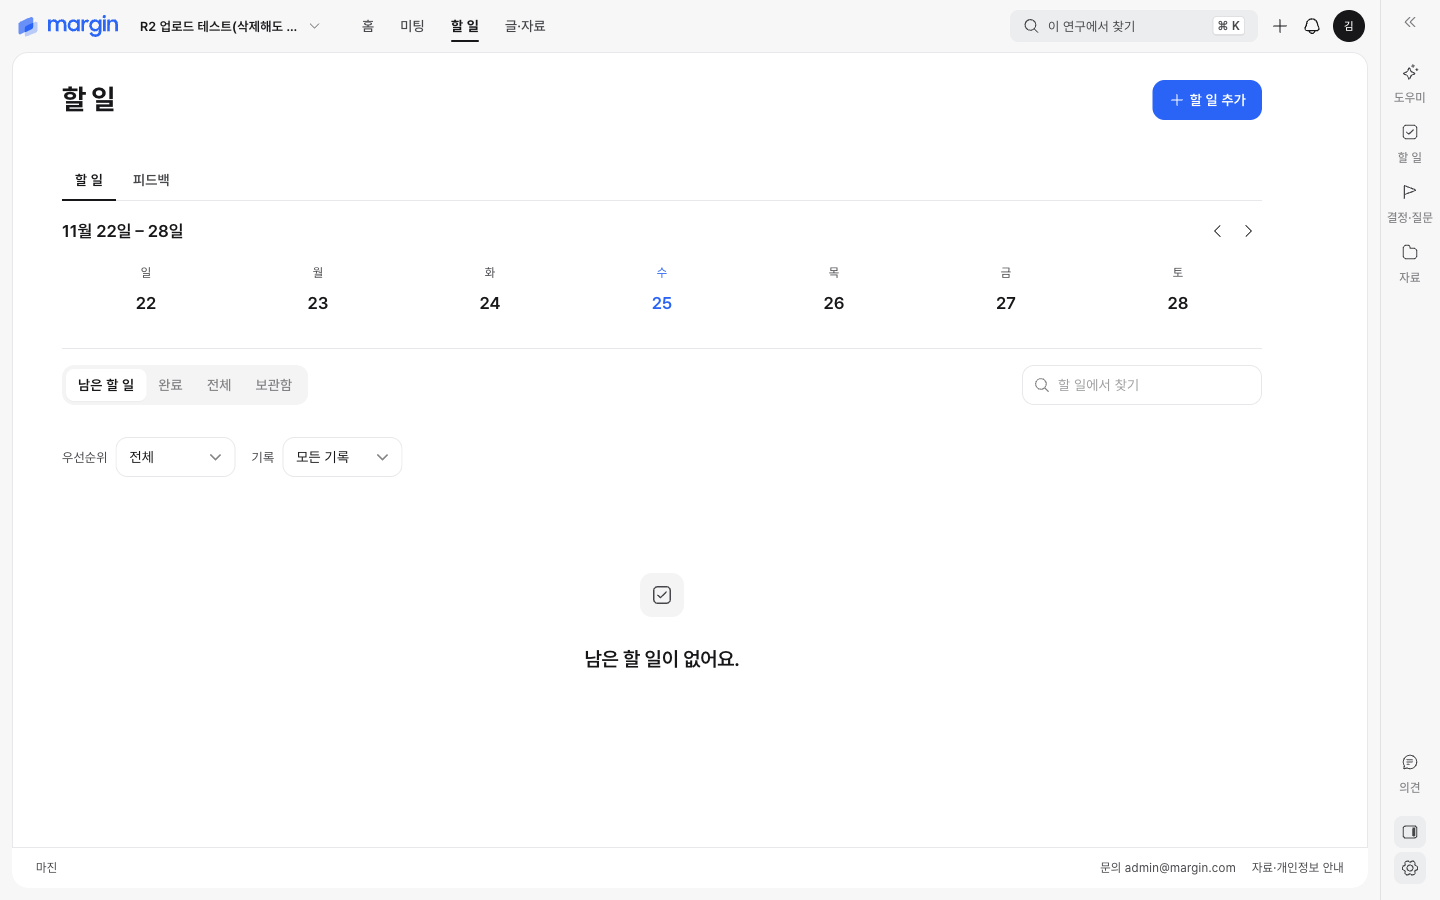 margin
R2 업로드 테스트(삭제해도 ...
홈
미팅
할 일
글·자료
이 연구에서 찾기
⌘ K
김
할 일
할 일 추가
할 일
피드백
11월 22일 – 28일
일 월 화 수 목 금 토
22 23 24 25 26 27 28
남은 할 일
완료
전체
보관함
할 일에서 찾기
우선순위
전체
기록
모든 기록
남은 할 일이 없어요.
마진
문의 admin@margin.com
자료·개인정보 안내
도우미
할 일
결정·질문
자료
의견